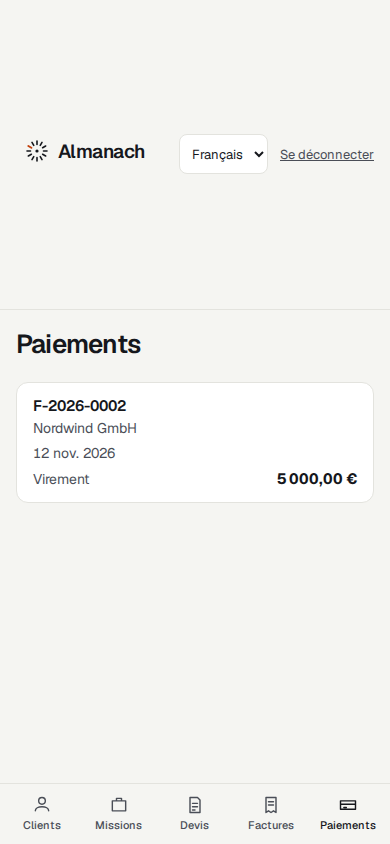 Almanach
Français
Se déconnecter
Paiements
F-2026-0002
Nordwind GmbH
12 nov. 2026
Virement
5 000,00 €
Clients
Missions
Devis
Factures
Paiements